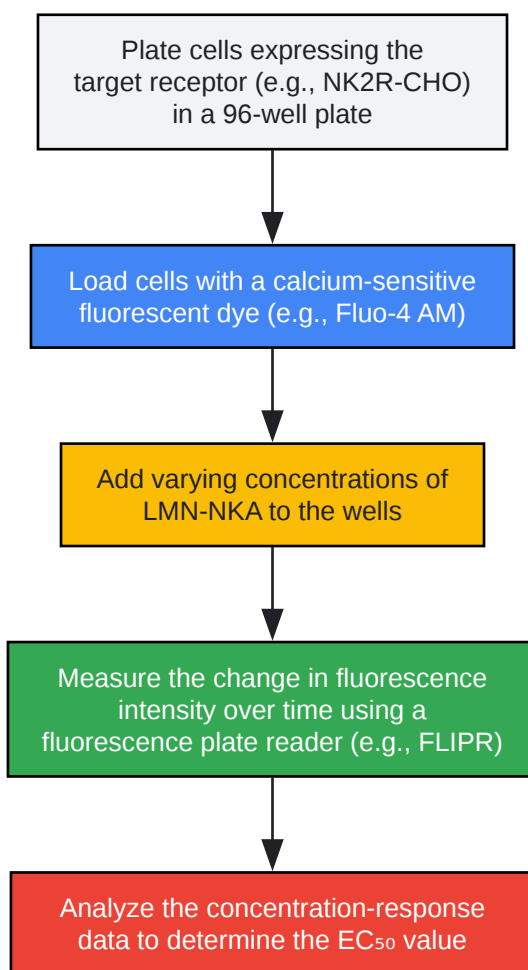 Plate cells expressing the
target receptor (e.g., NK2R-CHO)
in a 96-well plate
Load cells with a calcium-sensitive
fluorescent dye (e.g., Fluo-4 AM)
Add varying concentrations of
LMN-NKA to the wells
Measure the change in fluorescence
intensity over time using a
fluorescence plate reader (e.g., FLIPR)
Analyze the concentration-response
data to determine the EC₅₀ value